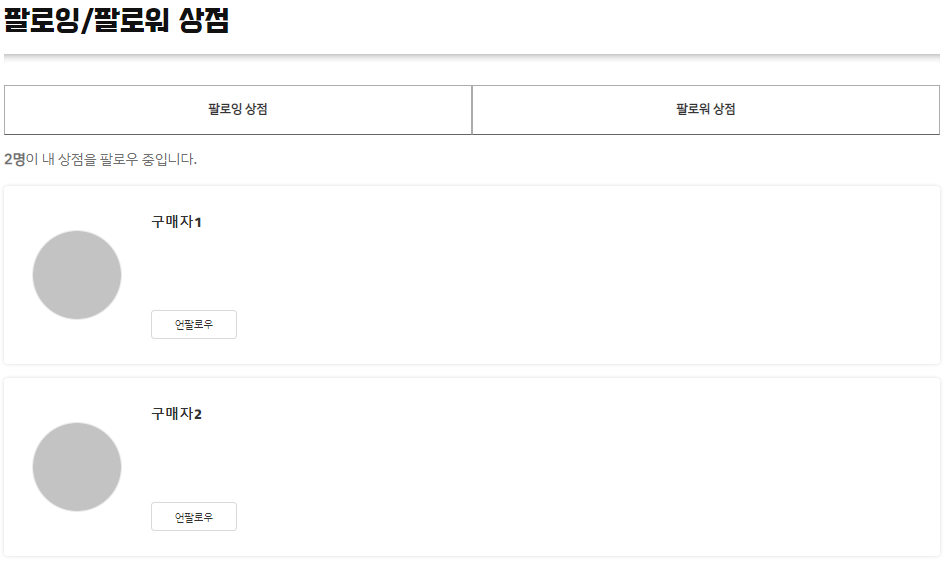 팔로잉/팔로워 상점
팔로잉 상점
팔로워 상점
2명이 내 상점을 팔로우 중입니다.
구매자1
언팔로우
구매자2
언팔로우